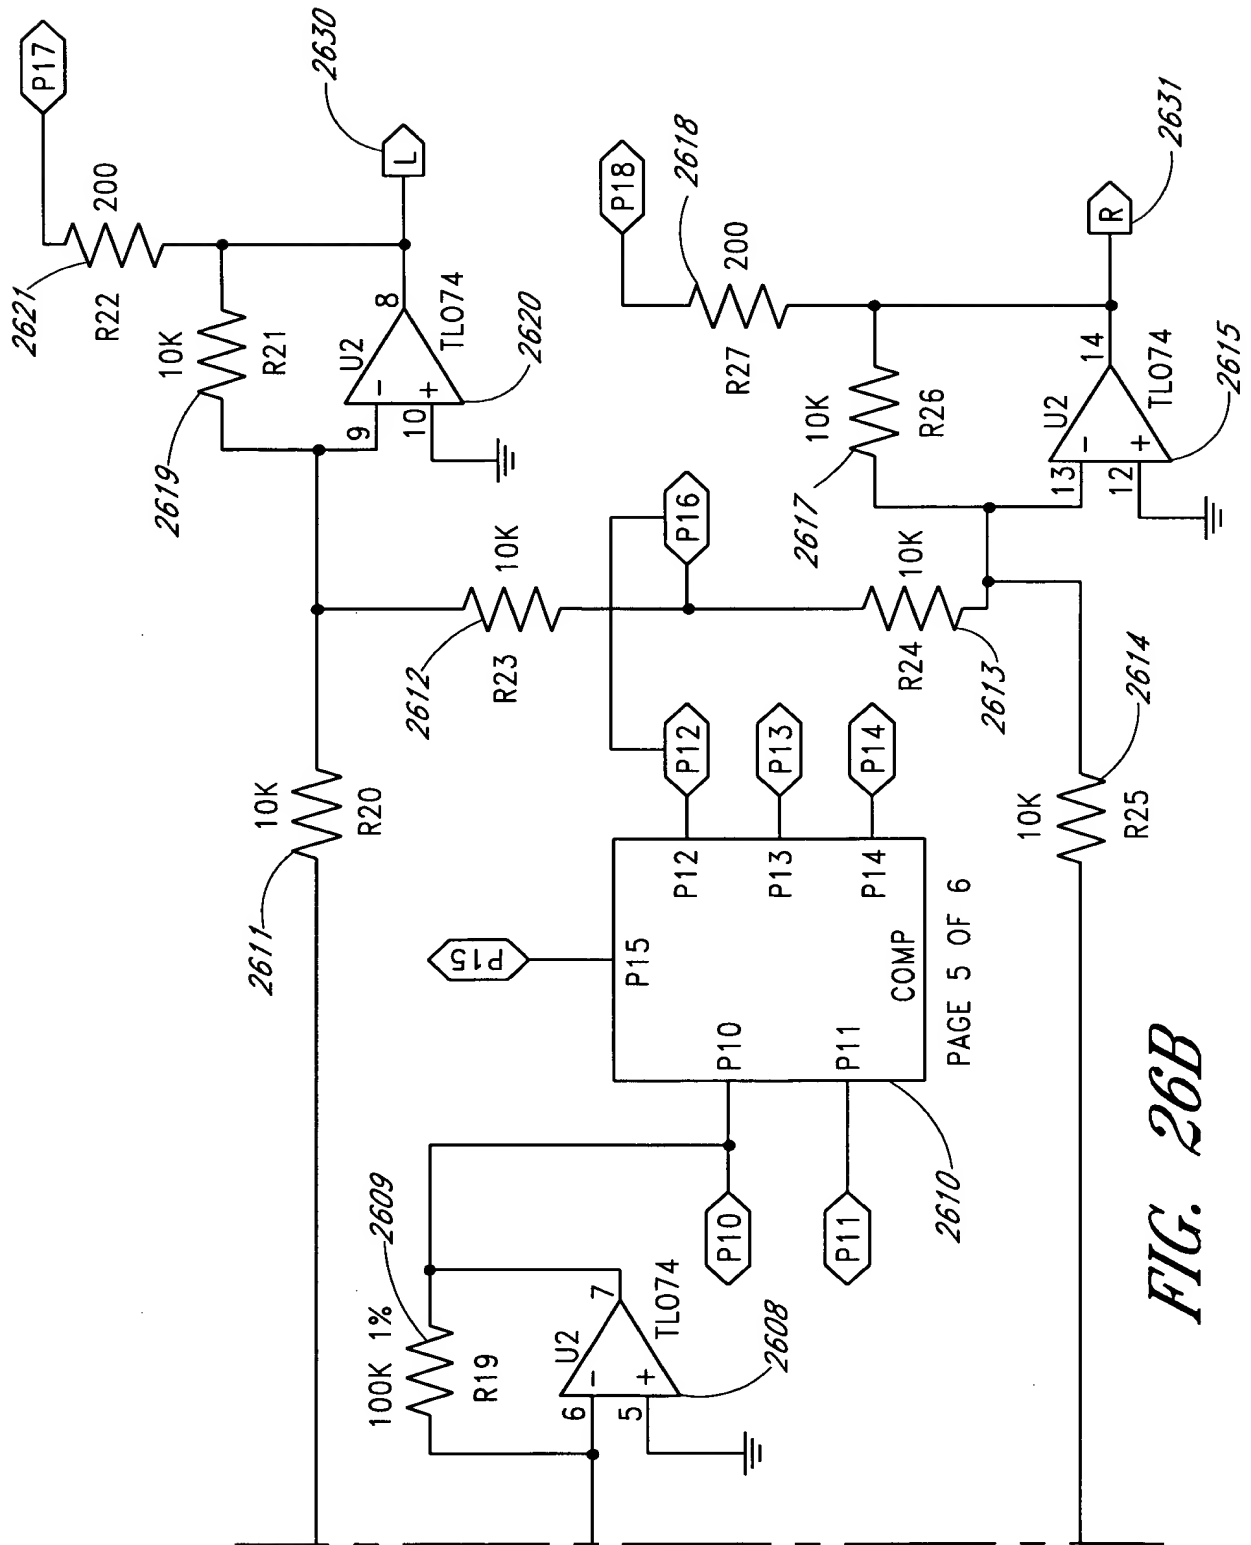 P17
2630
200
2621
R22
L
10K
R21
8
U2
TL074
9
10
2620
2619
P18
2618
200
R27
R
2631
10K
R26
14
U2
TL074
13
12
2615
2617
P16
10K
R23
2612
10K
R24
2613
10K
R20
2611
P12
P13
P14
P15
P12
P13
P14
P15
P10
P11
COMP
PAGE 5 OF 6
2610
10K
R25
2614
P10
P11
2609
100K 1%
R19
7
U2
TL074
6
5
2608
FIG. 26B